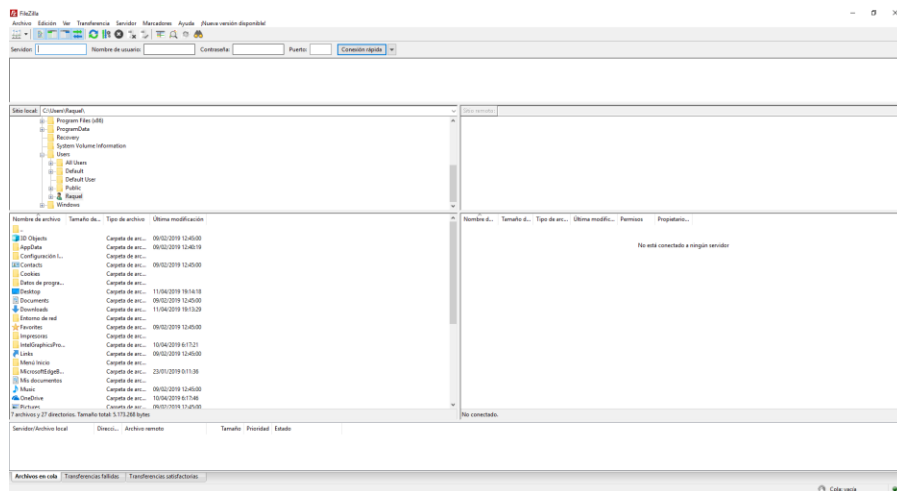 FileZilla
Archivo Edición Ver Transferencia Servidor Marcadores Ayuda ¡Nueva versión disponible!
Servidor: Nombre de usuario: Contraseña: Puerto: Conexión rápida
Sitio local: C:\Users\Raquel\ Sitio remoto:
Program Files (x86)
ProgramData
Recovery
System Volume Information
Users
All Users
Default
Default User
Public
Raquel
Windows
Nombre de archivo Tamaño de... Tipo de archivo Última modificación Nombre d... Tamaño d... Tipo de arc... Última modific... Permisos Propietario...
..
3D Objects Carpeta de arc... 09/02/2019 12:45:00 No está conectado a ningún servidor
AppData Carpeta de arc... 09/02/2019 12:40:19
Configuración l... Carpeta de arc...
Contacts Carpeta de arc... 09/02/2019 12:45:00
Cookies Carpeta de arc...
Datos de progra... Carpeta de arc...
Desktop Carpeta de arc... 11/04/2019 19:14:18
Documents Carpeta de arc... 09/02/2019 12:45:00
Downloads Carpeta de arc... 11/04/2019 19:13:29
Entorno de red Carpeta de arc...
Favorites Carpeta de arc... 09/02/2019 12:45:00
Impresoras Carpeta de arc...
IntelGraphicsPro... Carpeta de arc... 10/04/2019 6:17:21
Links Carpeta de arc... 09/02/2019 12:45:00
Menú Inicio Carpeta de arc...
MicrosoftEdgeB... Carpeta de arc... 23/01/2019 0:11:38
Mis documentos Carpeta de arc...
Music Carpeta de arc... 09/02/2019 12:45:00
OneDrive Carpeta de arc... 10/04/2019 6:17:46
Pictures Carpeta de arc... 09/02/2019 12:45:00
7 archivos y 27 directorios. Tamaño total: 5.173.268 bytes No conectado.
Servidor/Archivo local Direcci... Archivo remoto Tamaño Prioridad Estado
Archivos en cola Transferencias fallidas Transferencias satisfactorias
Cola: vacía